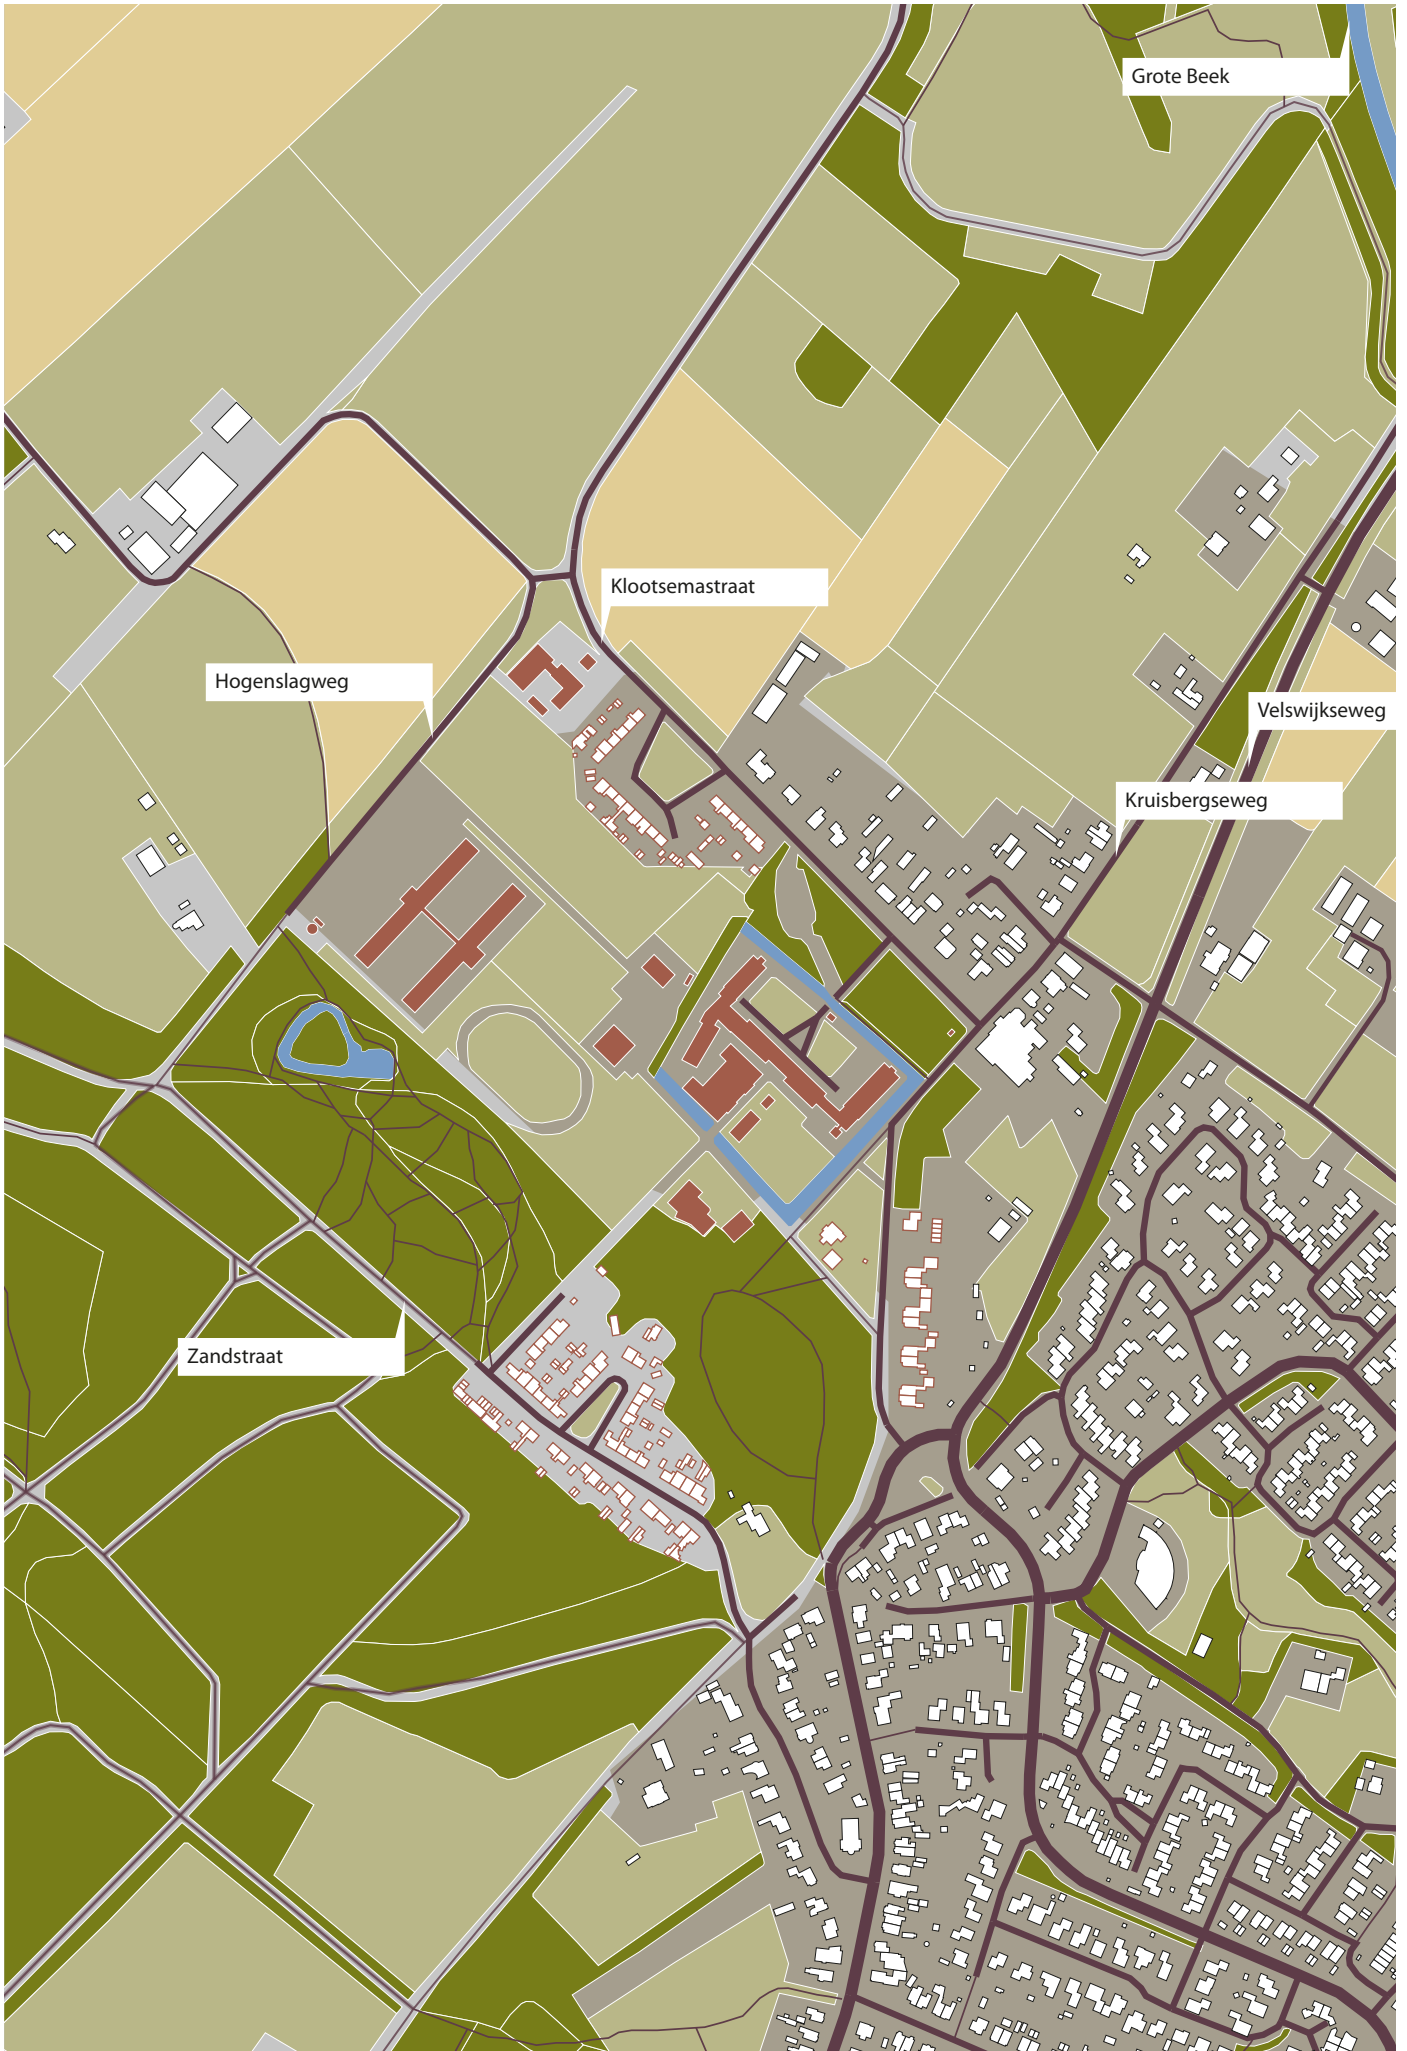 Grote Beek
Klootsemastraat
Hogenslagweg
Velswijkseweg
Kruisbergseweg
Zandstraat